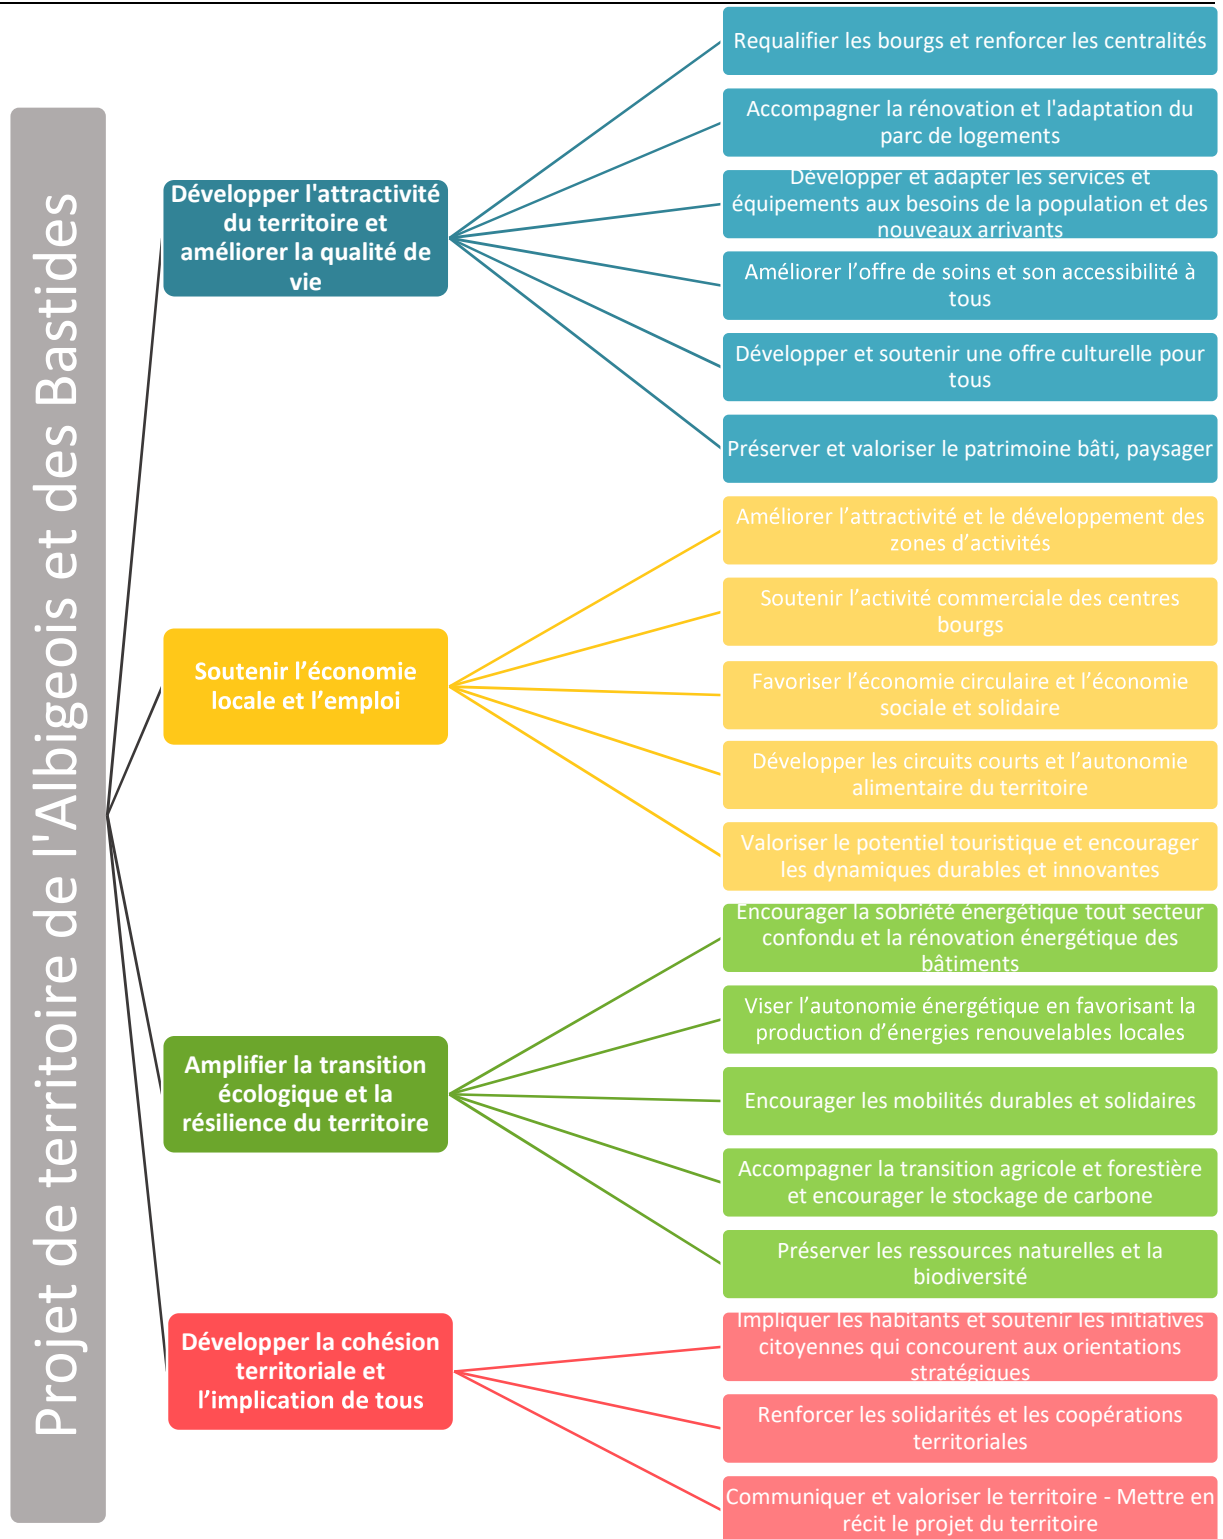 Projet de territoire de l'Albigeois et des Bastides
Développer l'attractivité
du territoire et
améliorer la qualité de
vie
Requalifier les bourgs et renforcer les centralités
Accompagner la rénovation et l'adaptation du
parc de logements
Développer et adapter les services et
équipements aux besoins de la population et des
nouveaux arrivants
Améliorer l’offre de soins et son accessibilité à
tous
Développer et soutenir une offre culturelle pour
tous
Préserver et valoriser le patrimoine bâti, paysager
Soutenir l’économie
locale et l’emploi
Améliorer l’attractivité et le développement des
zones d’activités
Soutenir l’activité commerciale des centres
bourgs
Favoriser l’économie circulaire et l’économie
sociale et solidaire
Développer les circuits courts et l’autonomie
alimentaire du territoire
Valoriser le potentiel touristique et encourager
les dynamiques durables et innovantes
Amplifier la transition
écologique et la
résilience du territoire
Encourager la sobriété énergétique tout secteur
confondu et la rénovation énergétique des
bâtiments
Viser l’autonomie énergétique en favorisant la
production d’énergies renouvelables locales
Encourager les mobilités durables et solidaires
Accompagner la transition agricole et forestière
et encourager le stockage de carbone
Préserver les ressources naturelles et la
biodiversité
Développer la cohésion
territoriale et
l’implication de tous
Impliquer les habitants et soutenir les initiatives
citoyennes qui concourent aux orientations
stratégiques
Renforcer les solidarités et les coopérations
territoriales
Communiquer et valoriser le territoire - Mettre en
récit le projet du territoire